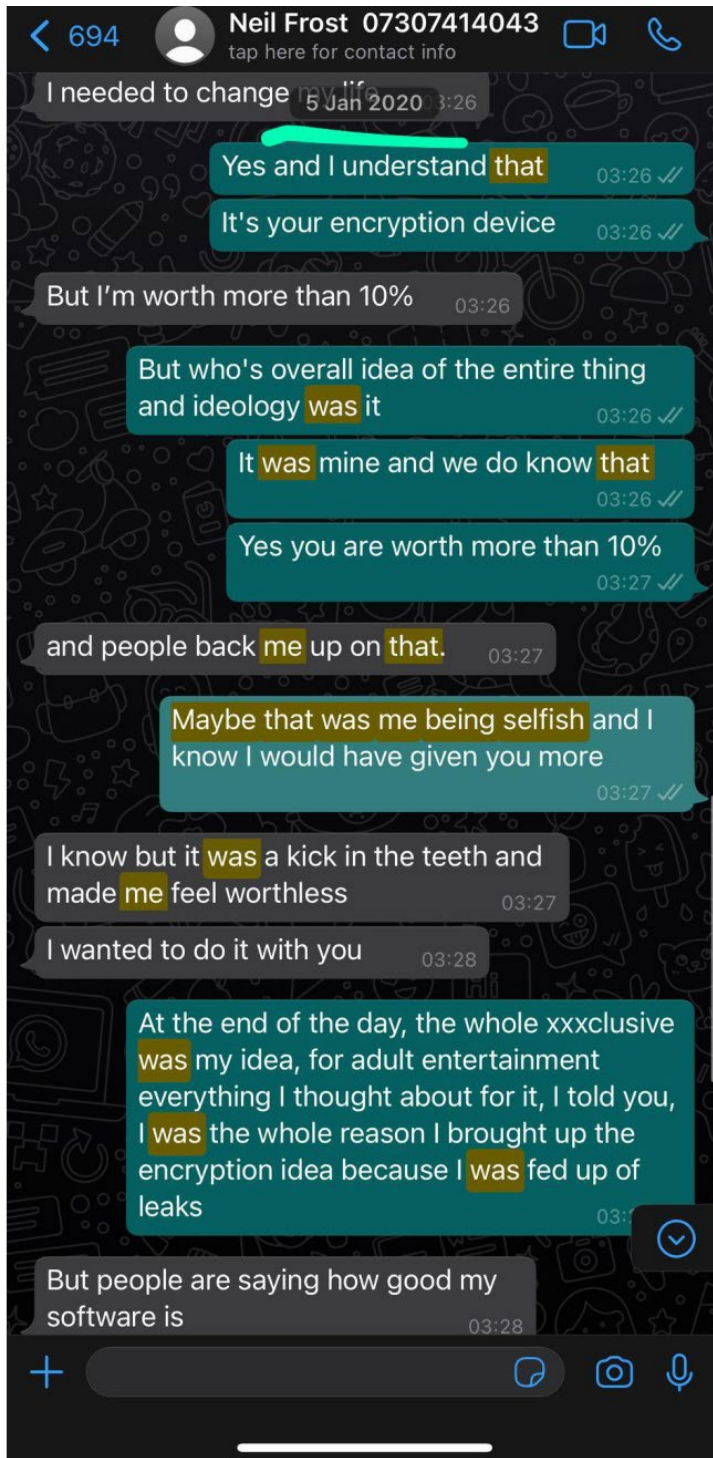 694
Neil Frost 07307414043
tap here for contact info
I needed to change my life
5 Jan 2020
3:26
Yes and I understand that
03:26
It's your encryption device
03:26
But I’m worth more than 10%
03:26
But who's overall idea of the entire thing
and ideology was it
03:26
It was mine and we do know that
03:26
Yes you are worth more than 10%
03:27
and people back me up on that.
03:27
Maybe that was me being selfish and I
know I would have given you more
03:27
I know but it was a kick in the teeth and
made me feel worthless
03:27
I wanted to do it with you
03:28
At the end of the day, the whole xxxclusive
was my idea, for adult entertainment
everything I thought about for it, I told you,
I was the whole reason I brought up the
encryption idea because I was fed up of
leaks
But people are saying how good my
software is
03:28